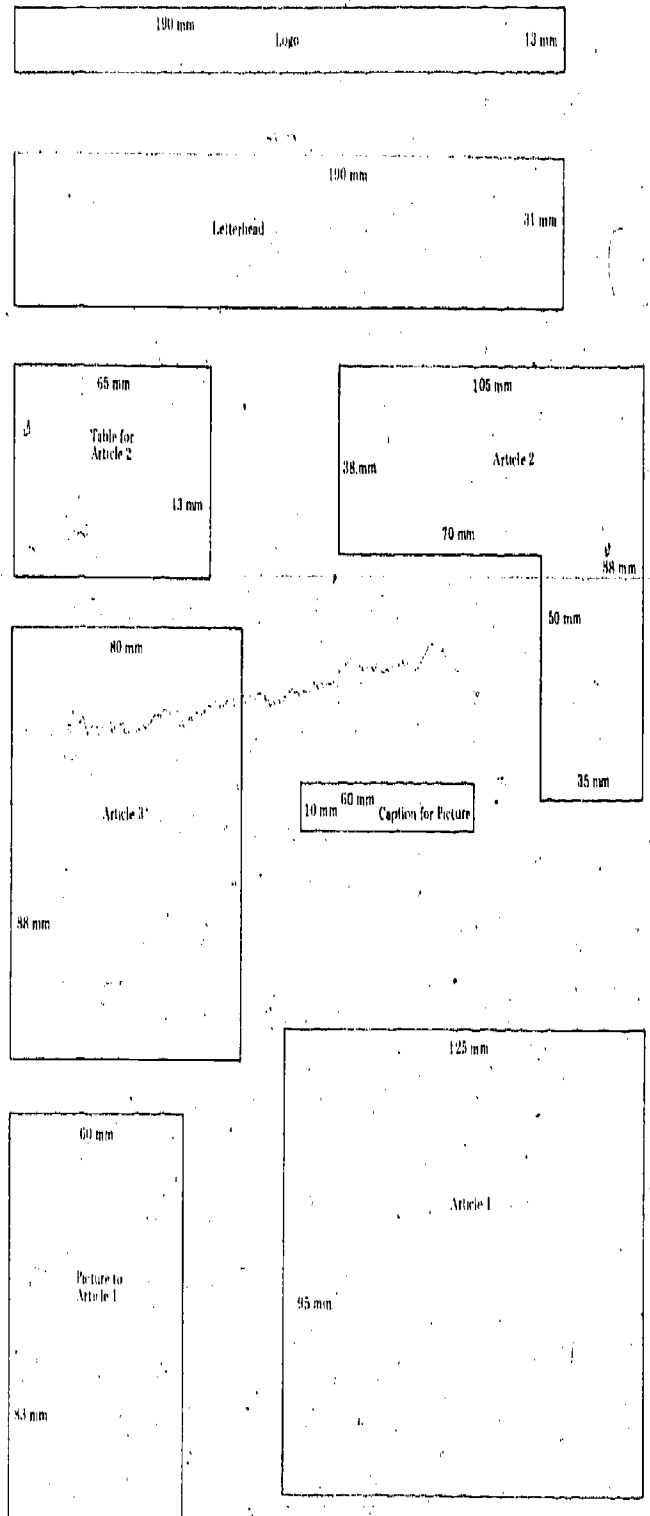 190 mm
Logo
13 mm
190 mm
Letterhead
31 mm
65 mm
Table for
Article 2
43 mm
105 mm
Article 2
38 mm
70 mm
88 mm
50 mm
35 mm
80 mm
Article 3
88 mm
10 mm
60 mm
Caption for Picture
125 mm
Article 1
95 mm
60 mm
Picture to
Article 1
83 mm